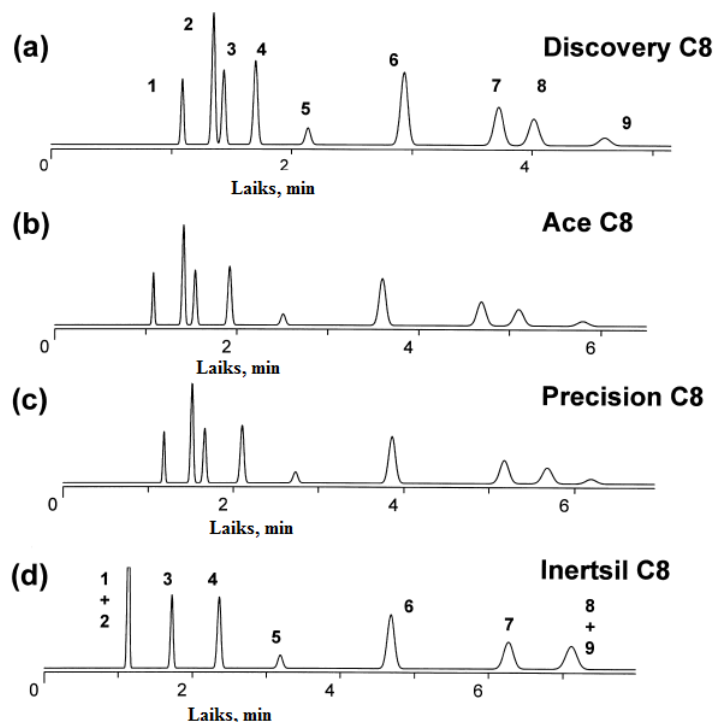 (a) Discovery C8
1 2 3 4 5 6 7 8 9
0 2 4
Laiks, min
(b) Ace C8
0 2 4 6
Laiks, min
(c) Precision C8
0 2 4 6
Laiks, min
(d) Inertsil C8
1 + 2 3 4 5 6 7 8 + 9
0 2 4 6
Laiks, min